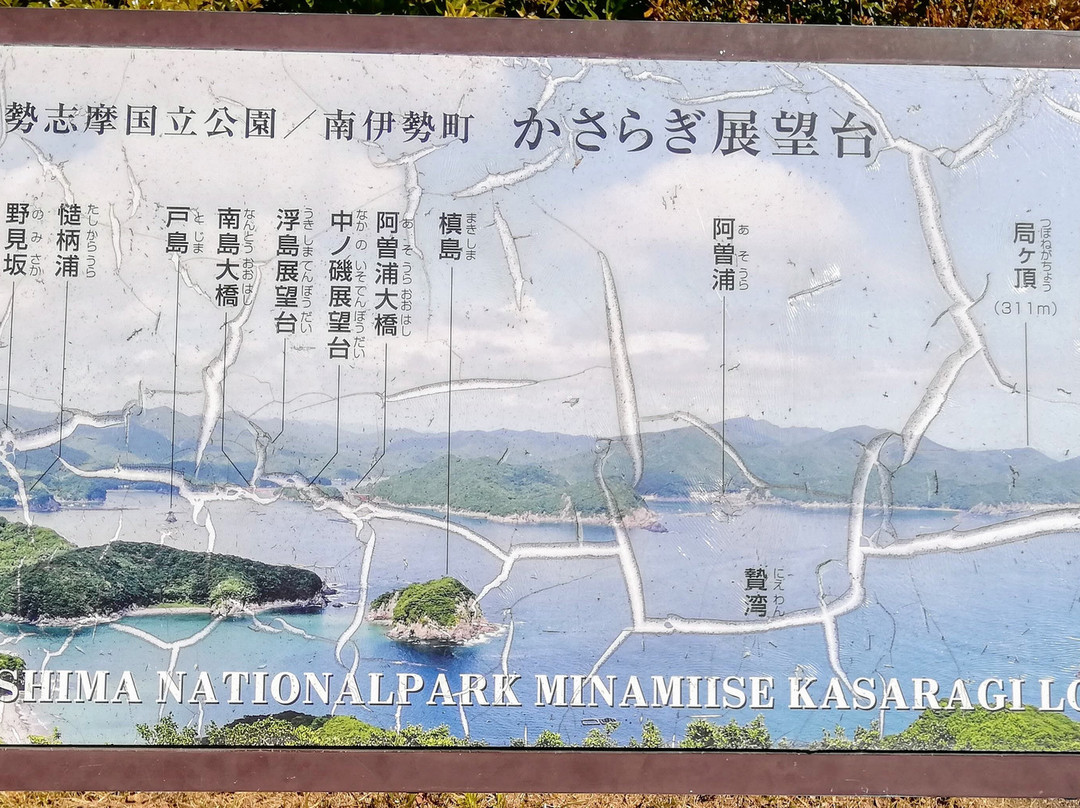 勢志摩国立公園／南伊勢町 かさらぎ展望台
野見坂
のみさか
慥柄浦
たしからうら
戸島
とじま
南島大橋
なんとうおおはし
浮島展望台
うきしまてんぼうだい
中ノ磯展望台
なかのいそてんぼうだい
阿曽浦大橋
あそうらおおはし
槙島
まきしま
阿曽浦
あそうら
局ヶ頂
つぼねがちょう
(311m)
贄湾
にえわん
SHIMA NATIONALPARK MINAMIISE KASARAGI LO